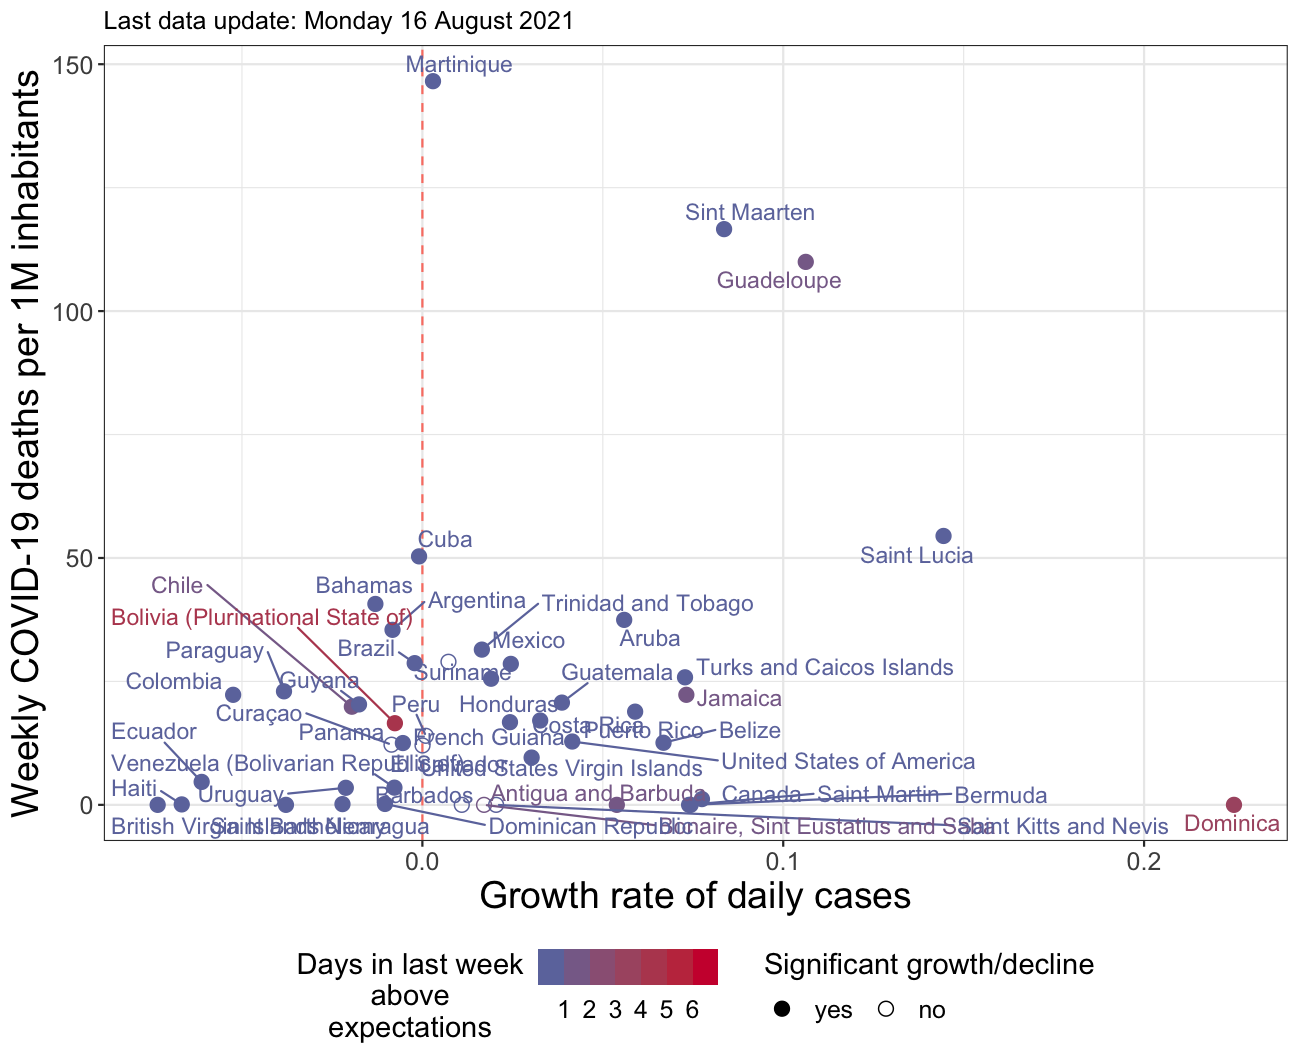 Last data update: Monday 16 August 2021
Weekly COVID-19 deaths per 1M inhabitants
150
Martinique
Sint Maarten
Guadeloupe
100
Cuba
50
Saint Lucia
Chile
Bahamas
Argentina
Trinidad and Tobago
Bolivia (Plurinational State of)
Aruba
Paraguay
Brazil
Mexico
Suriname
Guatemala
Turks and Caicos Islands
Colombia
Guyana
Jamaica
Curaçao
Peru
Honduras
Costa Rica
Ecuador
Panama
French Guiana
Puerto Rico
Belize
Venezuela (Bolivarian Republic of)
El Salvador
United States Virgin Islands
United States of America
Haiti
Uruguay
Barbados
Antigua and Barbuda
Canada
Saint Martin
Bermuda
0
British Virgin Islands
Saint Barthélemy
Nicaragua
Dominican Republic
Bonaire, Sint Eustatius and Saba
Saint Kitts and Nevis
Dominica
0.0
0.1
0.2
Growth rate of daily cases
Days in last week
above
expectations
1 2 3 4 5 6
Significant growth/decline
yes
no